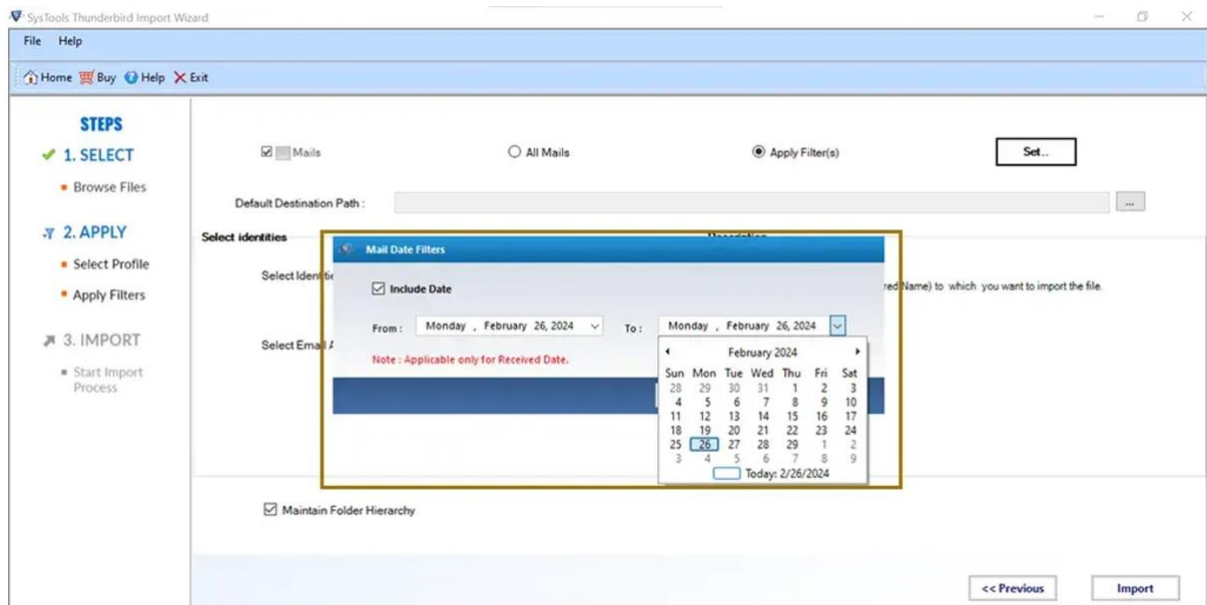 SysTools Thunderbird Import Wizard
File Help
Home Buy Help Exit
STEPS
1. SELECT
Browse Files
2. APPLY
Select Profile
Apply Filters
3. IMPORT
Start Import
Process
Mails All Mails Apply Filter(s) Set..
Default Destination Path : ...
Select identities Description
Mail Date Filters
Select
Include Date
Name) to which you want to import the file.
From : Monday , February 26, 2024 To : Monday , February 26, 2024
Select Email
Note : Applicable only for Received Date.
February 2024
Sun Mon Tue Wed Thu Fri Sat
28 29 30 31 1 2 3
4 5 6 7 8 9 10
11 12 13 14 15 16 17
18 19 20 21 22 23 24
25 26 27 28 29 1 2
3 4 5 6 7 8 9
Today: 2/26/2024
Maintain Folder Hierarchy
<< Previous Import